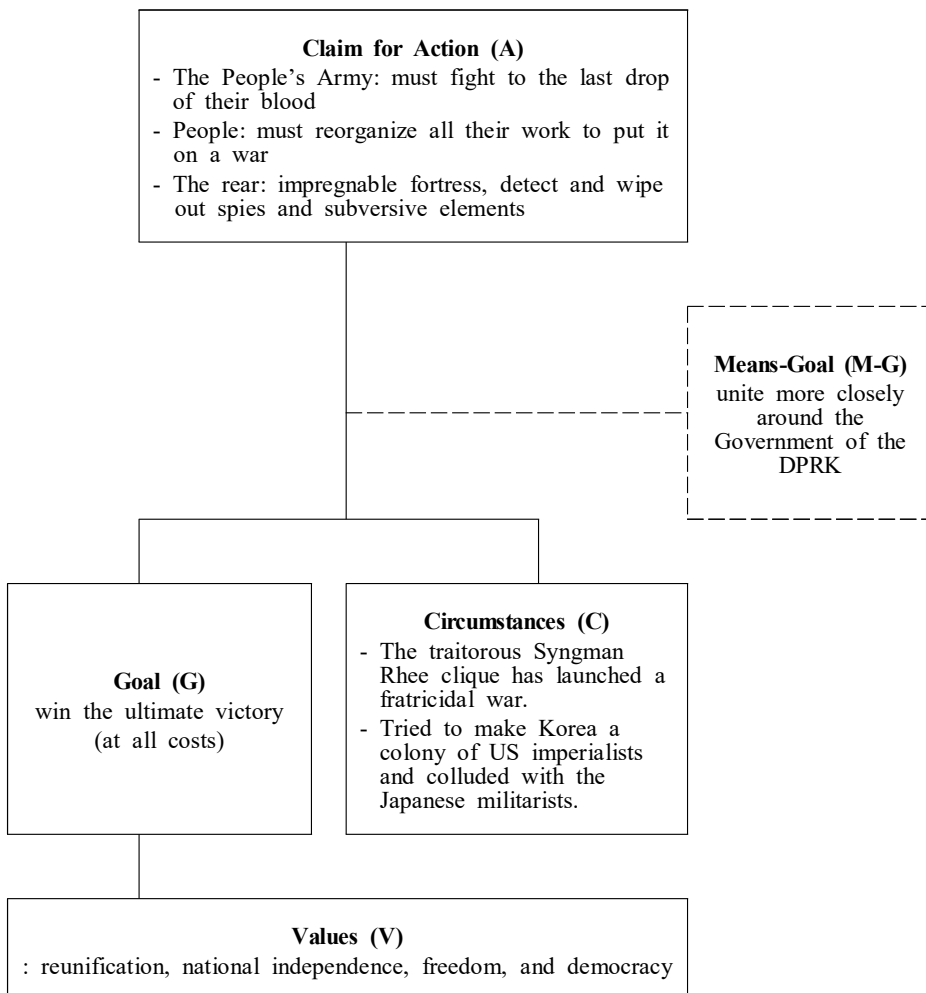 Claim for Action (A)
- The People’s Army: must fight to the last drop
of their blood
- People: must reorganize all their work to put it
on a war
- The rear: impregnable fortress, detect and wipe
out spies and subversive elements
Means-Goal (M-G)
unite more closely
around the
Government of the
DPRK
Goal (G)
win the ultimate victory
(at all costs)
Circumstances (C)
- The traitorous Syngman
Rhee clique has launched a
fratricidal war.
- Tried to make Korea a
colony of US imperialists
and colluded with the
Japanese militarists.
Values (V)
: reunification, national independence, freedom, and democracy